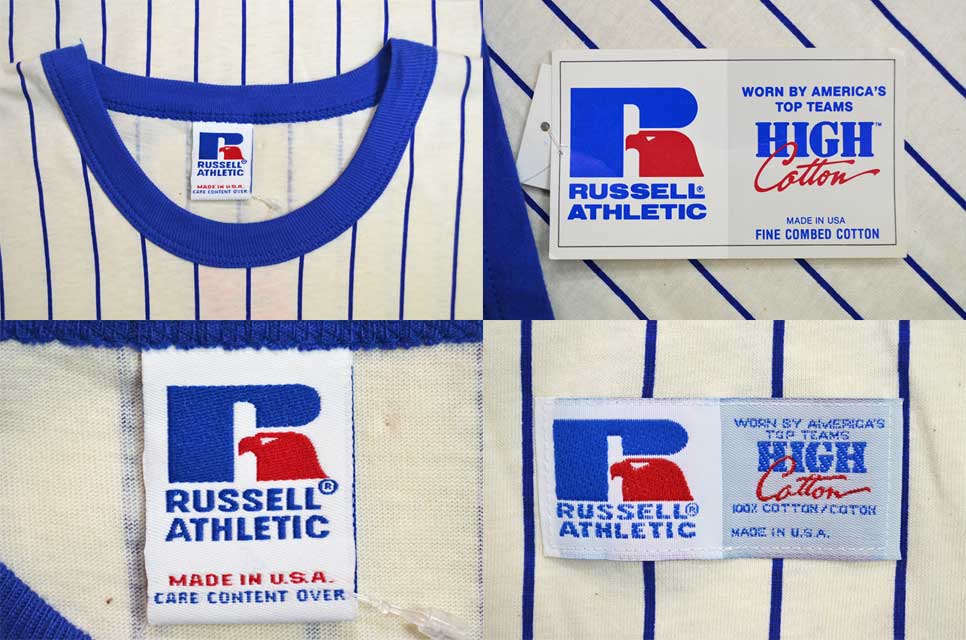 RUSSELL®
ATHLETIC
MADE IN U.S.A.
CARE CONTENT OVER
RUSSELL®
ATHLETIC
WORN BY AMERICA'S
TOP TEAMS
HIGH™
Cotton
MADE IN USA
FINE COMBED COTTON
RUSSELL®
ATHLETIC
MADE IN U.S.A.
CARE CONTENT OVER
RUSSELL®
ATHLETIC
WORN BY AMERICA'S
TOP TEAMS
HIGH
Cotton
100% COTTON/COTON
MADE IN U.S.A.